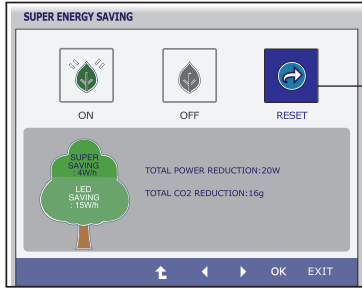 SUPER ENERGY SAVING
ON OFF RESET
SUPER
SAVING
: 4W/h
LED
SAVING
: 15W/h
TOTAL POWER REDUCTION:20W
TOTAL CO2 REDUCTION:16g
OK EXIT